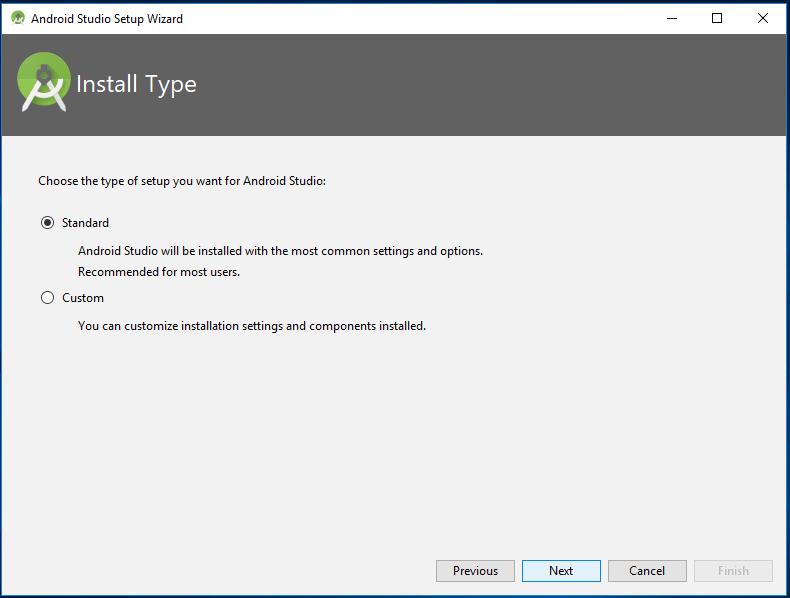 Android Studio Setup Wizard
Install Type
Choose the type of setup you want for Android Studio:
Standard
Android Studio will be installed with the most common settings and options.
Recommended for most users.
Custom
You can customize installation settings and components installed.
Previous Next Cancel Finish